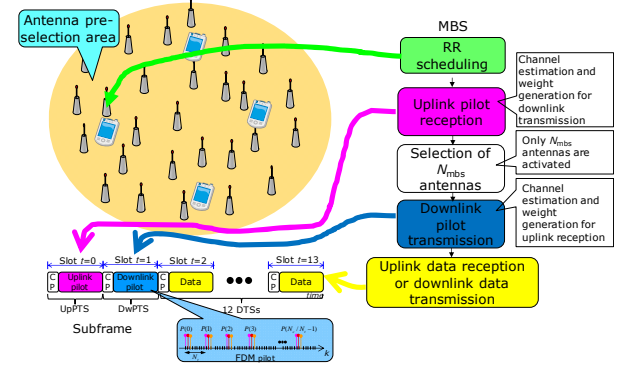 Antenna pre-
selection area
MBS
RR
scheduling
Channel
estimation and
weight
generation for
downlink
transmission
Uplink pilot
reception
Only Nmbs
antennas are
activated
Selection of
Nmbs
antennas
Channel
estimation and
weight
generation for
uplink reception
Downlink
pilot
transmission
Uplink data reception
or downlink data
transmission
Slot t=0 Slot t=1 Slot t=2 Slot t=13
C P Uplink pilot C P Downlink pilot C P Data ●●● C P Data
time
UpPTS DwPTS 12 DTSs
Subframe
P(0) P(1) P(2) P(3)
k
FDM pilot